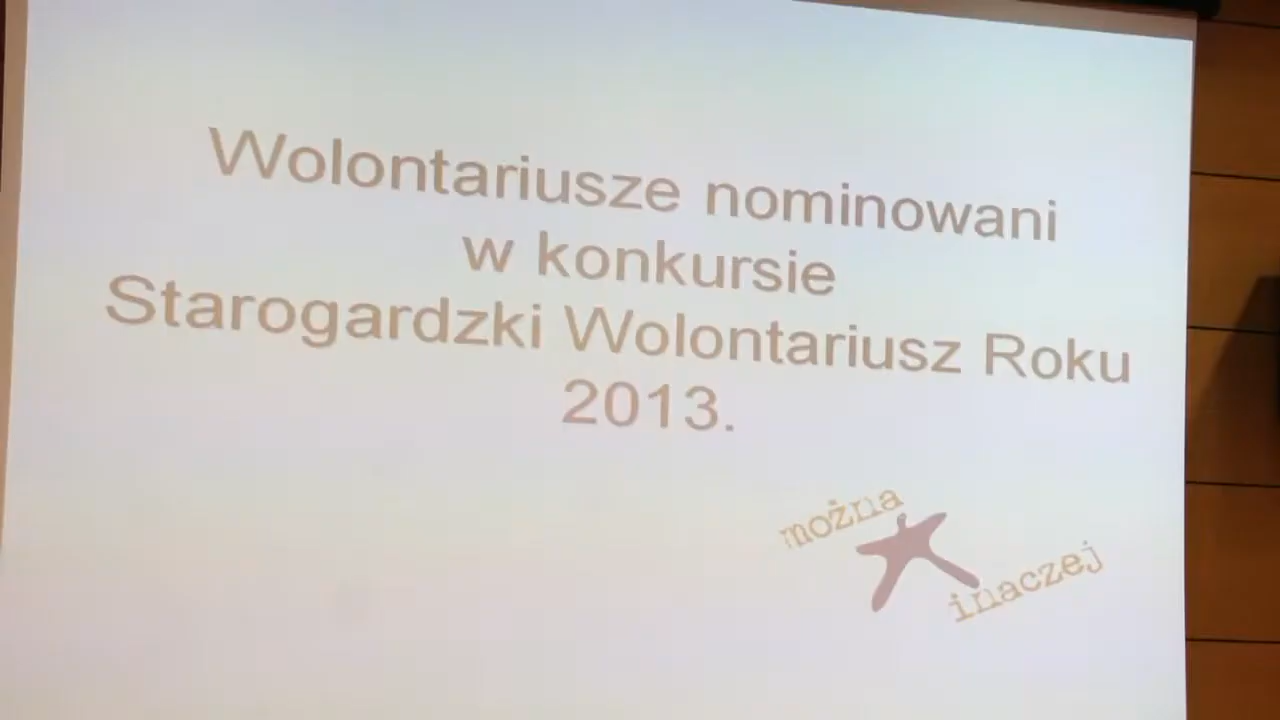 Wolontariusze nominowani
w konkursie
Starogardzki Wolontariusz Roku
2013.
można
inaczej